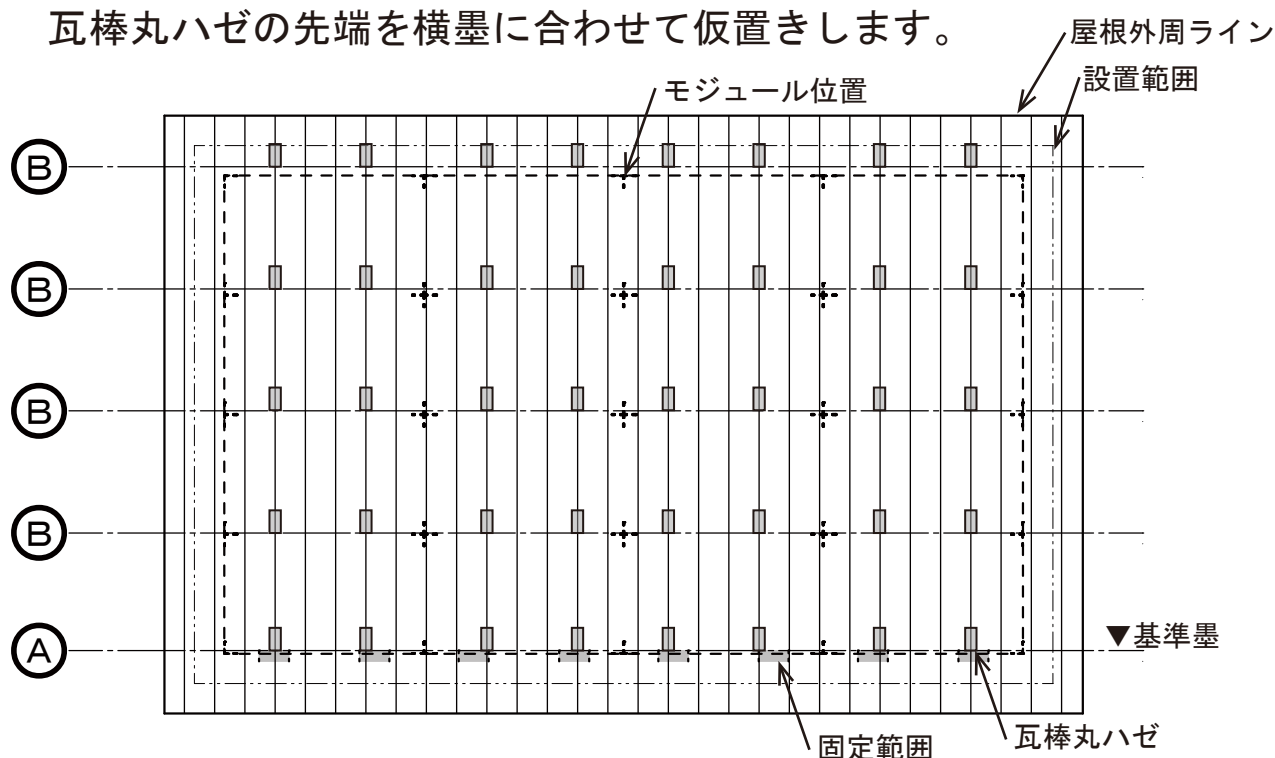 瓦棒丸ハゼの先端を横墨に合わせて仮置きします。
屋根外周ライン
設置範囲
モジュール位置
B
B
B
B
A
▼基準墨
瓦棒丸ハゼ
固定範囲